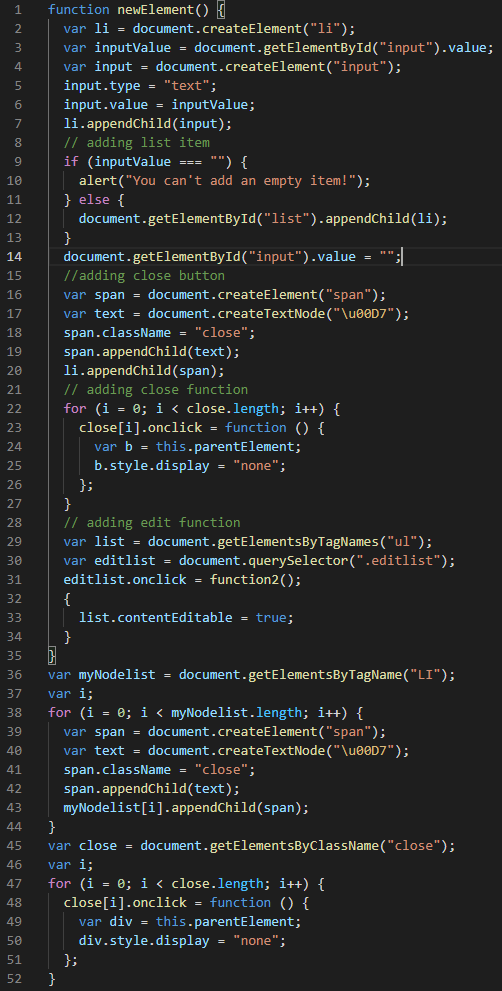 1 function newElement() {
2   var li = document.createElement("li");
3   var inputValue = document.getElementById("input").value;
4   var input = document.createElement("input");
5   input.type = "text";
6   input.value = inputValue;
7   li.appendChild(input);
8   // adding list item
9   if (inputValue === "") {
10     alert("You can't add an empty item!");
11   } else {
12     document.getElementById("list").appendChild(li);
13   }
14   document.getElementById("input").value = "";
15   //adding close button
16   var span = document.createElement("span");
17   var text = document.createTextNode("\u00D7");
18   span.className = "close";
19   span.appendChild(text);
20   li.appendChild(span);
21   // adding close function
22   for (i = 0; i < close.length; i++) {
23     close[i].onclick = function () {
24       var b = this.parentElement;
25       b.style.display = "none";
26     };
27   }
28   // adding edit function
29   var list = document.getElementsByTagNames("ul");
30   var editlist = document.querySelector(".editlist");
31   editlist.onclick = function2();
32   {
33     list.contentEditable = true;
34   }
35 }
36 var myNodelist = document.getElementsByTagName("LI");
37 var i;
38 for (i = 0; i < myNodelist.length; i++) {
39   var span = document.createElement("span");
40   var text = document.createTextNode("\u00D7");
41   span.className = "close";
42   span.appendChild(text);
43   myNodelist[i].appendChild(span);
44 }
45 var close = document.getElementsByClassName("close");
46 var i;
47 for (i = 0; i < close.length; i++) {
48   close[i].onclick = function () {
49     var div = this.parentElement;
50     div.style.display = "none";
51   };
52 }